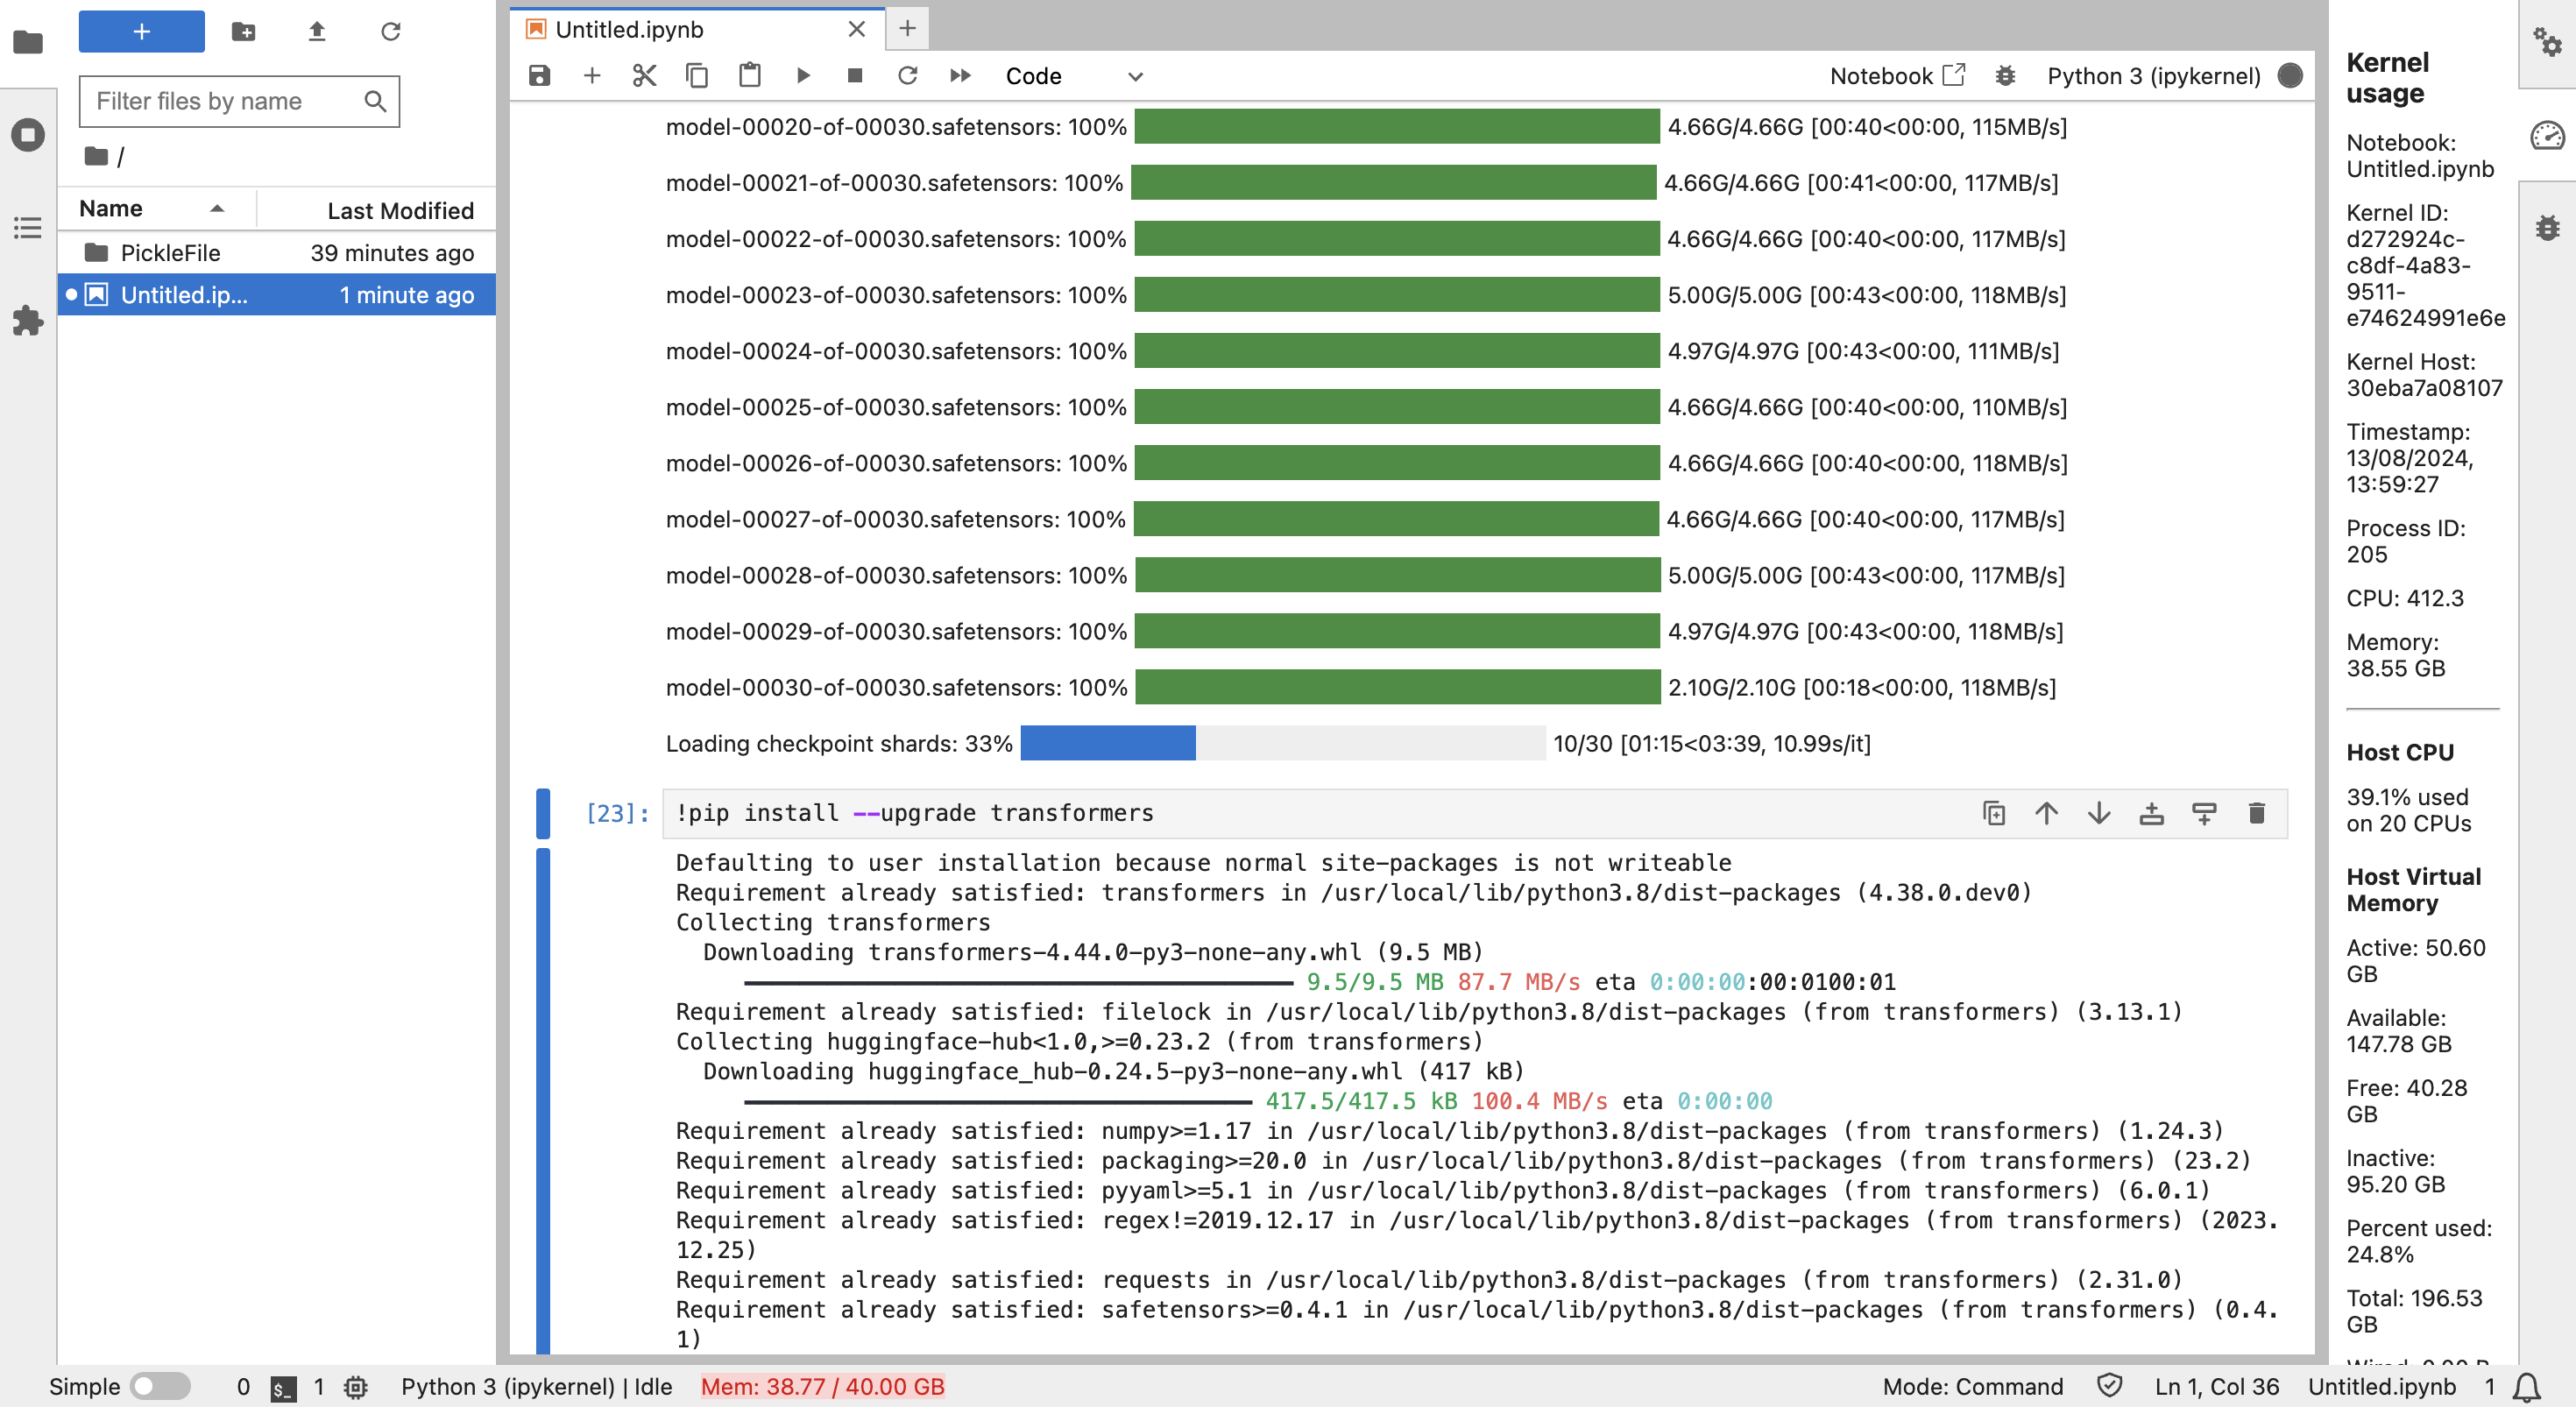 Filter files by name
/
Name Last Modified
PickleFile 39 minutes ago
Untitled.ip... 1 minute ago
Untitled.ipynb
Code
Notebook
Python 3 (ipykernel)
model-00020-of-00030.safetensors: 100% 4.66G/4.66G [00:40<00:00, 115MB/s]
model-00021-of-00030.safetensors: 100% 4.66G/4.66G [00:41<00:00, 117MB/s]
model-00022-of-00030.safetensors: 100% 4.66G/4.66G [00:40<00:00, 117MB/s]
model-00023-of-00030.safetensors: 100% 5.00G/5.00G [00:43<00:00, 118MB/s]
model-00024-of-00030.safetensors: 100% 4.97G/4.97G [00:43<00:00, 111MB/s]
model-00025-of-00030.safetensors: 100% 4.66G/4.66G [00:40<00:00, 110MB/s]
model-00026-of-00030.safetensors: 100% 4.66G/4.66G [00:40<00:00, 118MB/s]
model-00027-of-00030.safetensors: 100% 4.66G/4.66G [00:40<00:00, 117MB/s]
model-00028-of-00030.safetensors: 100% 5.00G/5.00G [00:43<00:00, 117MB/s]
model-00029-of-00030.safetensors: 100% 4.97G/4.97G [00:43<00:00, 118MB/s]
model-00030-of-00030.safetensors: 100% 2.10G/2.10G [00:18<00:00, 118MB/s]
Loading checkpoint shards: 33% 10/30 [01:15<03:39, 10.99s/it]
[23]: !pip install --upgrade transformers
Defaulting to user installation because normal site-packages is not writeable
Requirement already satisfied: transformers in /usr/local/lib/python3.8/dist-packages (4.38.0.dev0)
Collecting transformers
Downloading transformers-4.44.0-py3-none-any.whl (9.5 MB)
9.5/9.5 MB 87.7 MB/s eta 0:00:00:00:0100:01
Requirement already satisfied: filelock in /usr/local/lib/python3.8/dist-packages (from transformers) (3.13.1)
Collecting huggingface-hub<1.0,>=0.23.2 (from transformers)
Downloading huggingface_hub-0.24.5-py3-none-any.whl (417 kB)
417.5/417.5 kB 100.4 MB/s eta 0:00:00
Requirement already satisfied: numpy>=1.17 in /usr/local/lib/python3.8/dist-packages (from transformers) (1.24.3)
Requirement already satisfied: packaging>=20.0 in /usr/local/lib/python3.8/dist-packages (from transformers) (23.2)
Requirement already satisfied: pyyaml>=5.1 in /usr/local/lib/python3.8/dist-packages (from transformers) (6.0.1)
Requirement already satisfied: regex!=2019.12.17 in /usr/local/lib/python3.8/dist-packages (from transformers) (2023.
12.25)
Requirement already satisfied: requests in /usr/local/lib/python3.8/dist-packages (from transformers) (2.31.0)
Requirement already satisfied: safetensors>=0.4.1 in /usr/local/lib/python3.8/dist-packages (from transformers) (0.4.
1)
Kernel
usage
Notebook:
Untitled.ipynb
Kernel ID:
d272924c-
c8df-4a83-
9511-
e74624991e6e
Kernel Host:
30eba7a08107
Timestamp:
13/08/2024,
13:59:27
Process ID:
205
CPU: 412.3
Memory:
38.55 GB
Host CPU
39.1% used
on 20 CPUs
Host Virtual
Memory
Active: 50.60
GB
Available:
147.78 GB
Free: 40.28
GB
Inactive:
95.20 GB
Percent used:
24.8%
Total: 196.53
GB
Simple 0 $_ 1 Python 3 (ipykernel) | Idle Mem: 38.77 / 40.00 GB Mode: Command Ln 1, Col 36 Untitled.ipynb 1